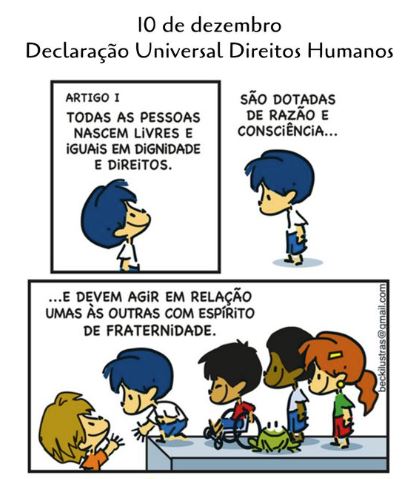 10 de dezembro
Declaração Universal Direitos Humanos
ARTIGO I
TODAS AS PESSOAS
NASCEM LIVRES E
IGUAIS EM DIGNIDADE
E DIREITOS.
SÃO DOTADAS
DE RAZÃO E
CONSCIÊNCIA...
...E DEVEM AGIR EM RELAÇÃO
UMAS ÀS OUTRAS COM ESPÍRITO
DE FRATERNIDADE.
beckilustras@gmail.com